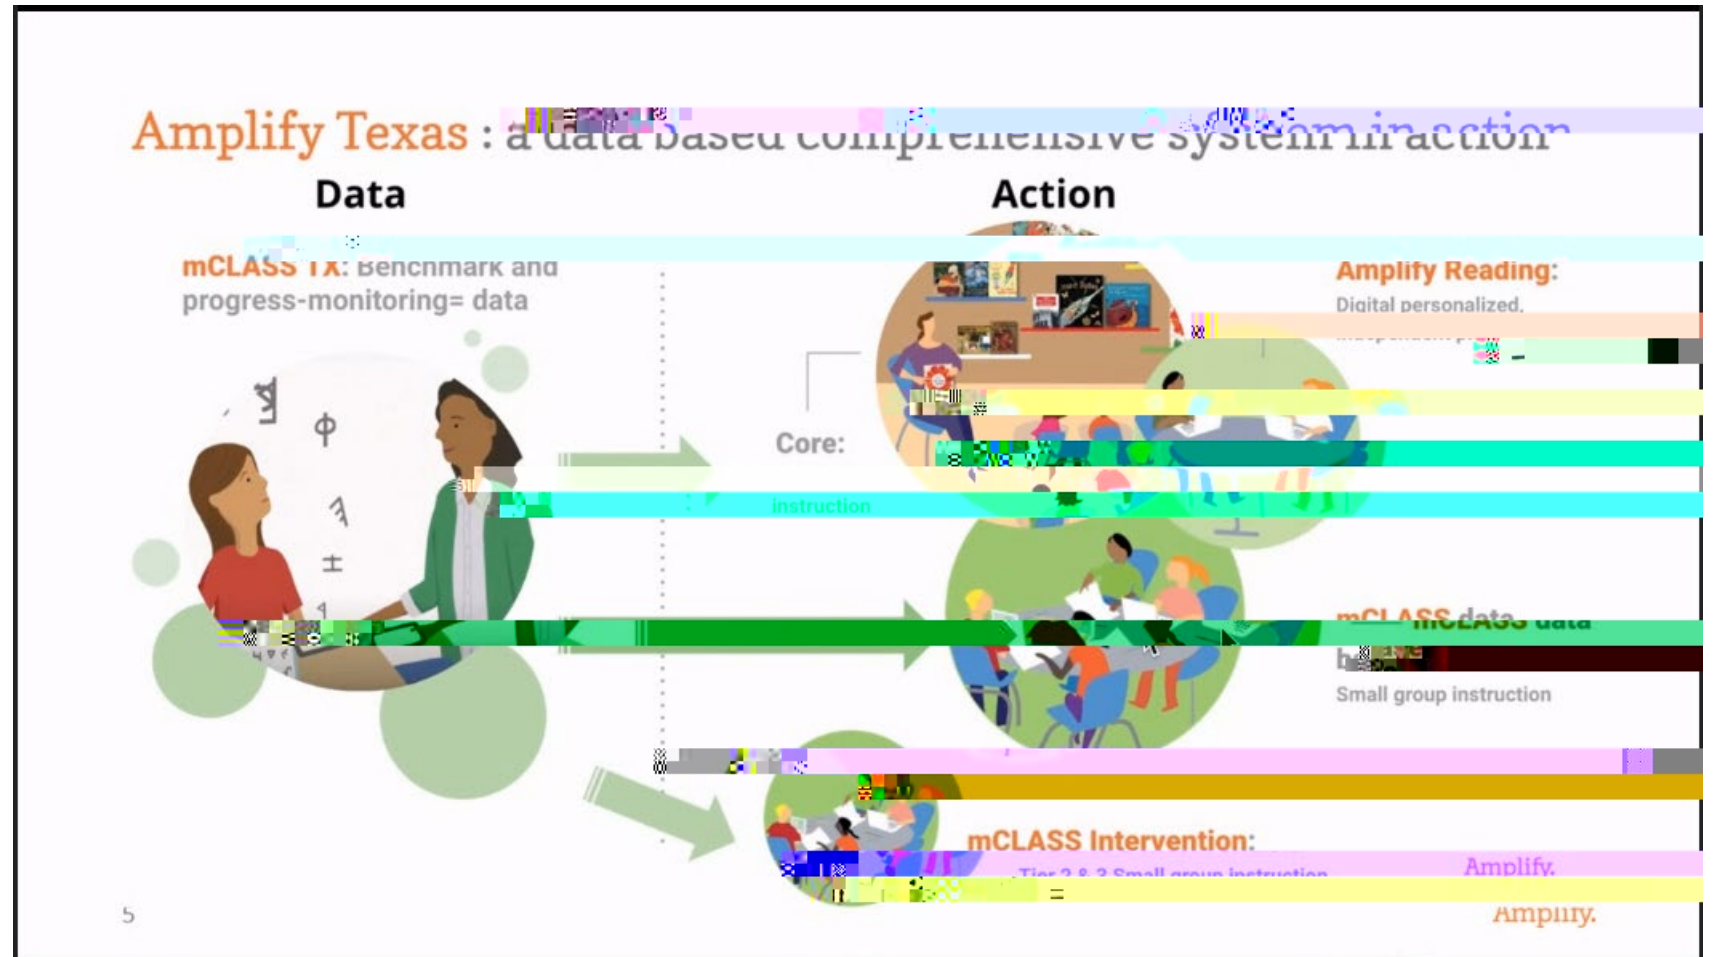 Amplify Texas : a data based comprehensive system in action
Data
Action
mCLASS TX: Benchmark and
progress-monitoring= data
Amplify Reading:
Digital personalized,
Core:
instruction
mCLASS data
mCLASS data
Small group instruction
mCLASS Intervention:
Tier 2 & 3 Small group instruction
Amplify.
Amplify.
5